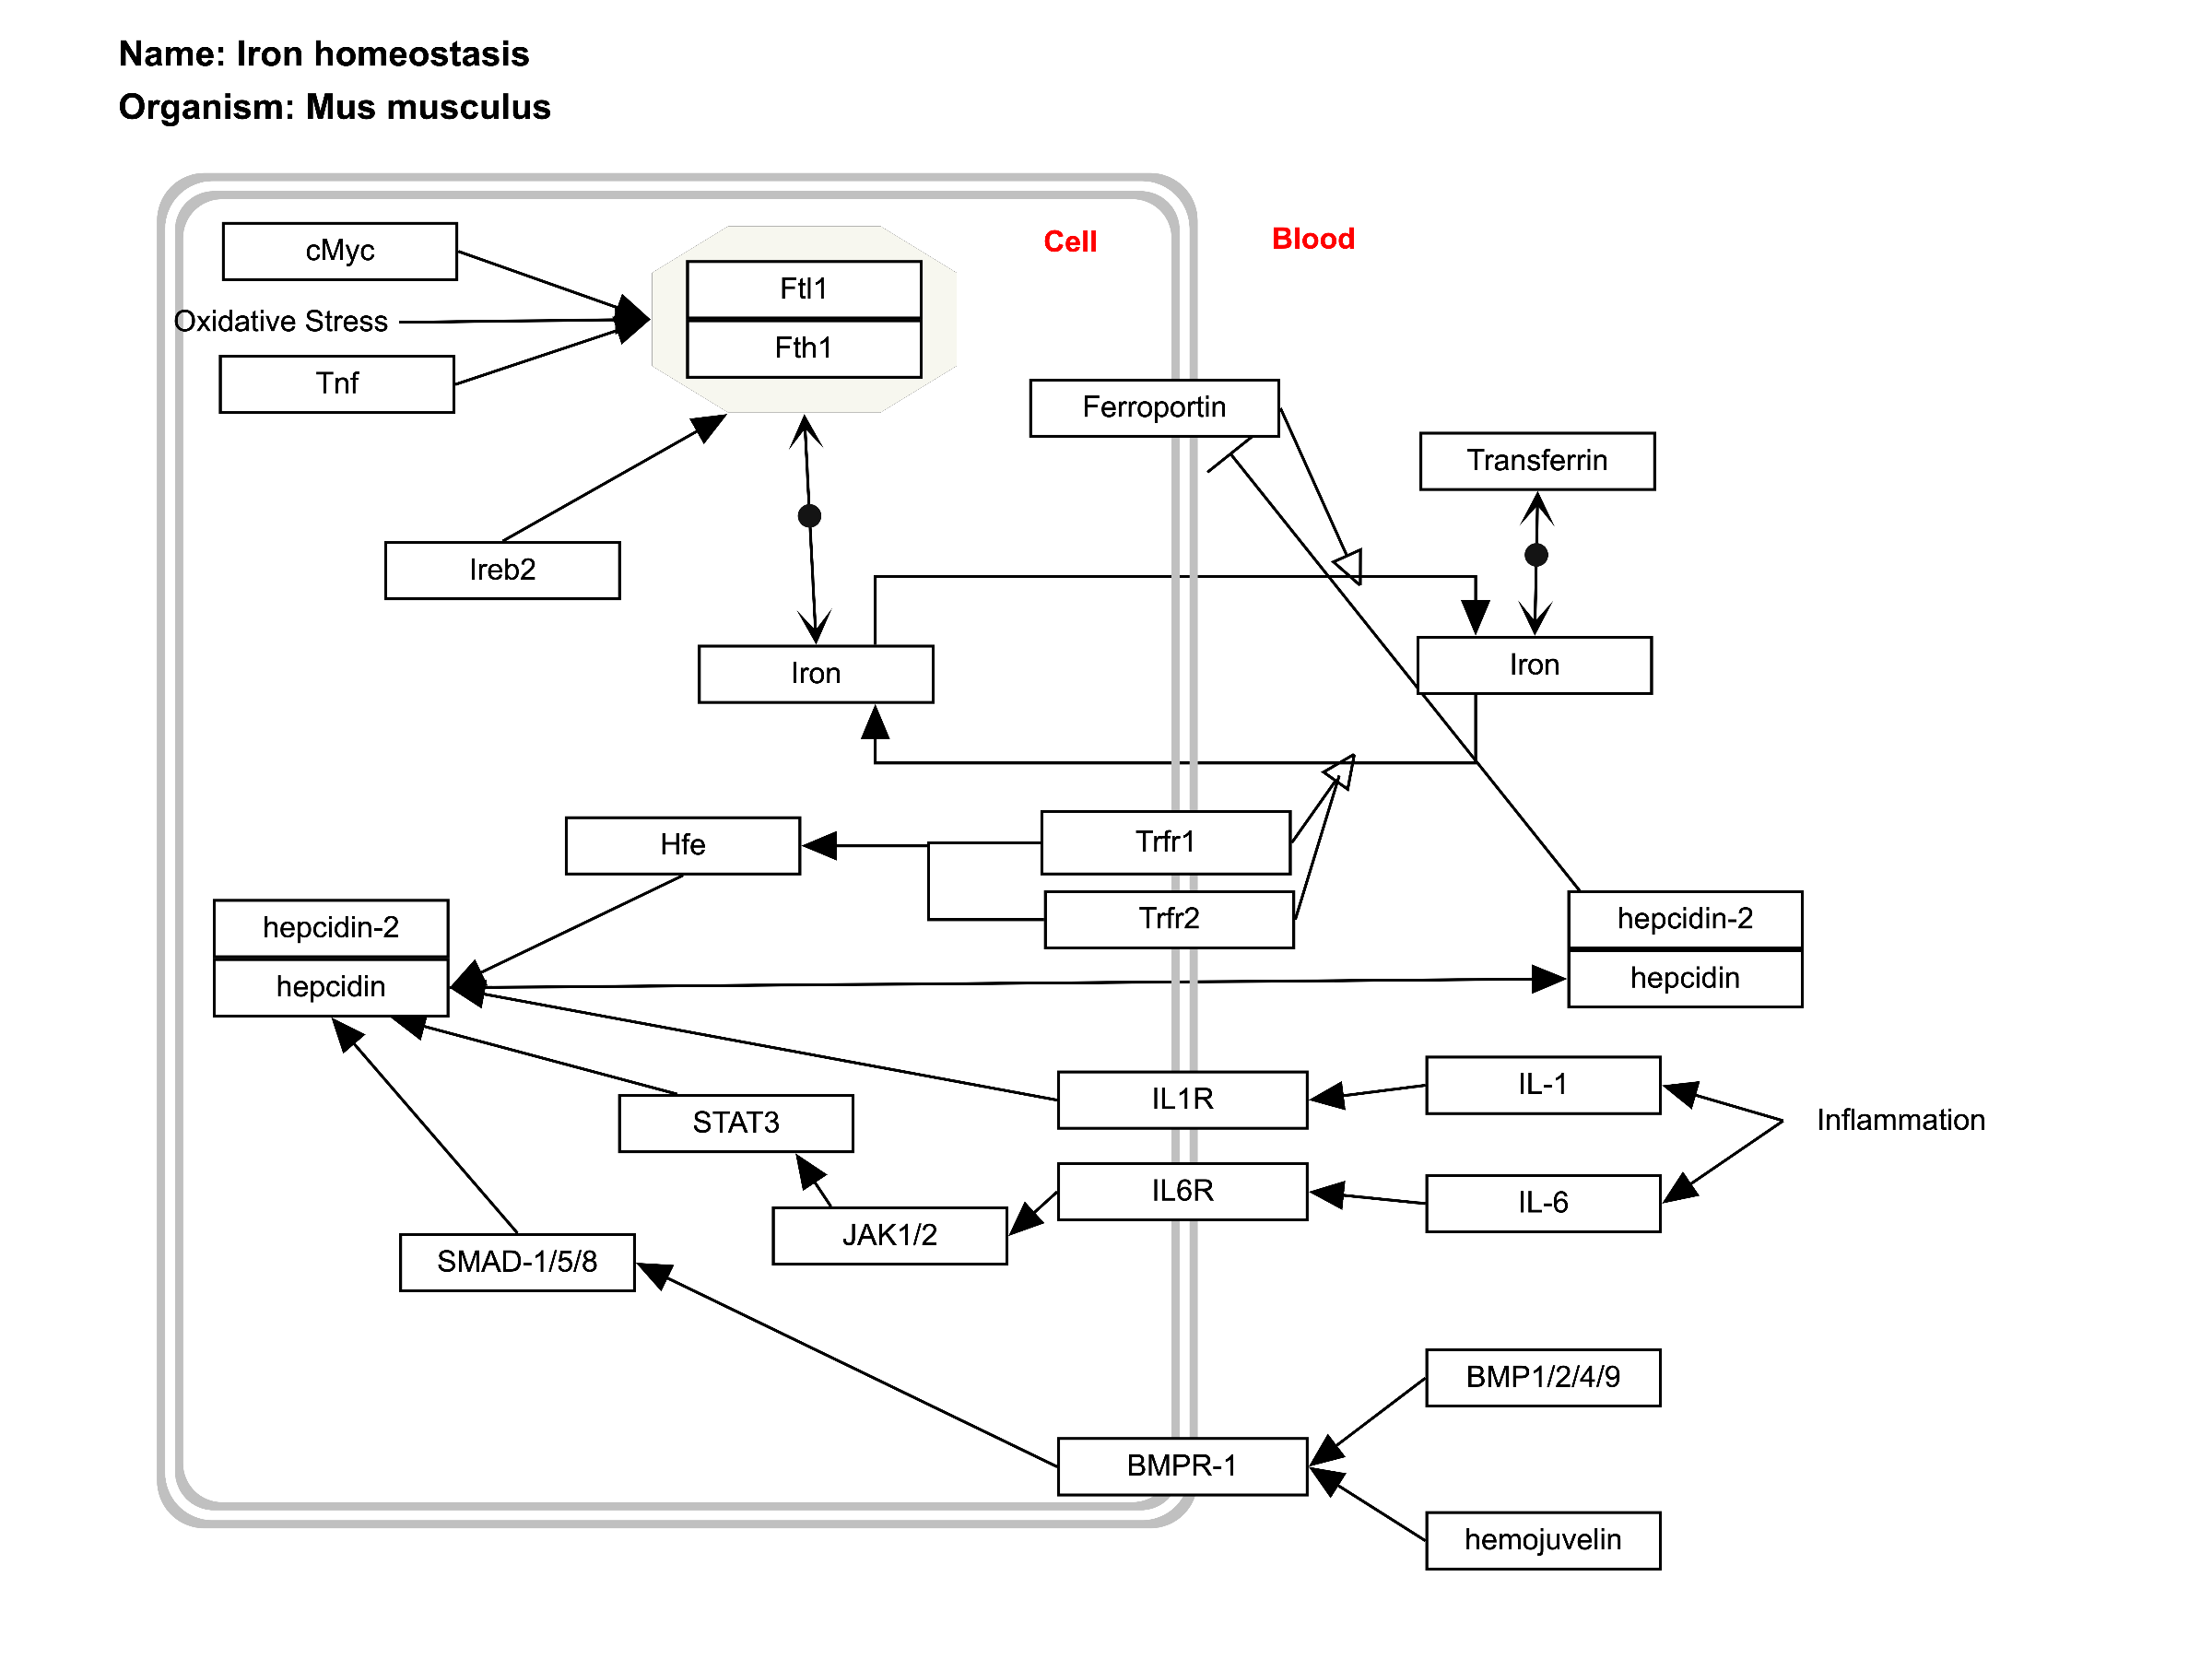 Name: Iron homeostasis
Organism: Mus musculus
Cell
Blood
cMyc
Oxidative Stress
Tnf
Ftl1
Fth1
Ferroportin
Transferrin
Ireb2
Iron
Iron
Hfe
Trfr1
Trfr2
hepcidin-2
hepcidin
hepcidin-2
hepcidin
IL1R
IL-1
Inflammation
STAT3
IL6R
IL-6
JAK1/2
SMAD-1/5/8
BMP1/2/4/9
BMPR-1
hemojuvelin